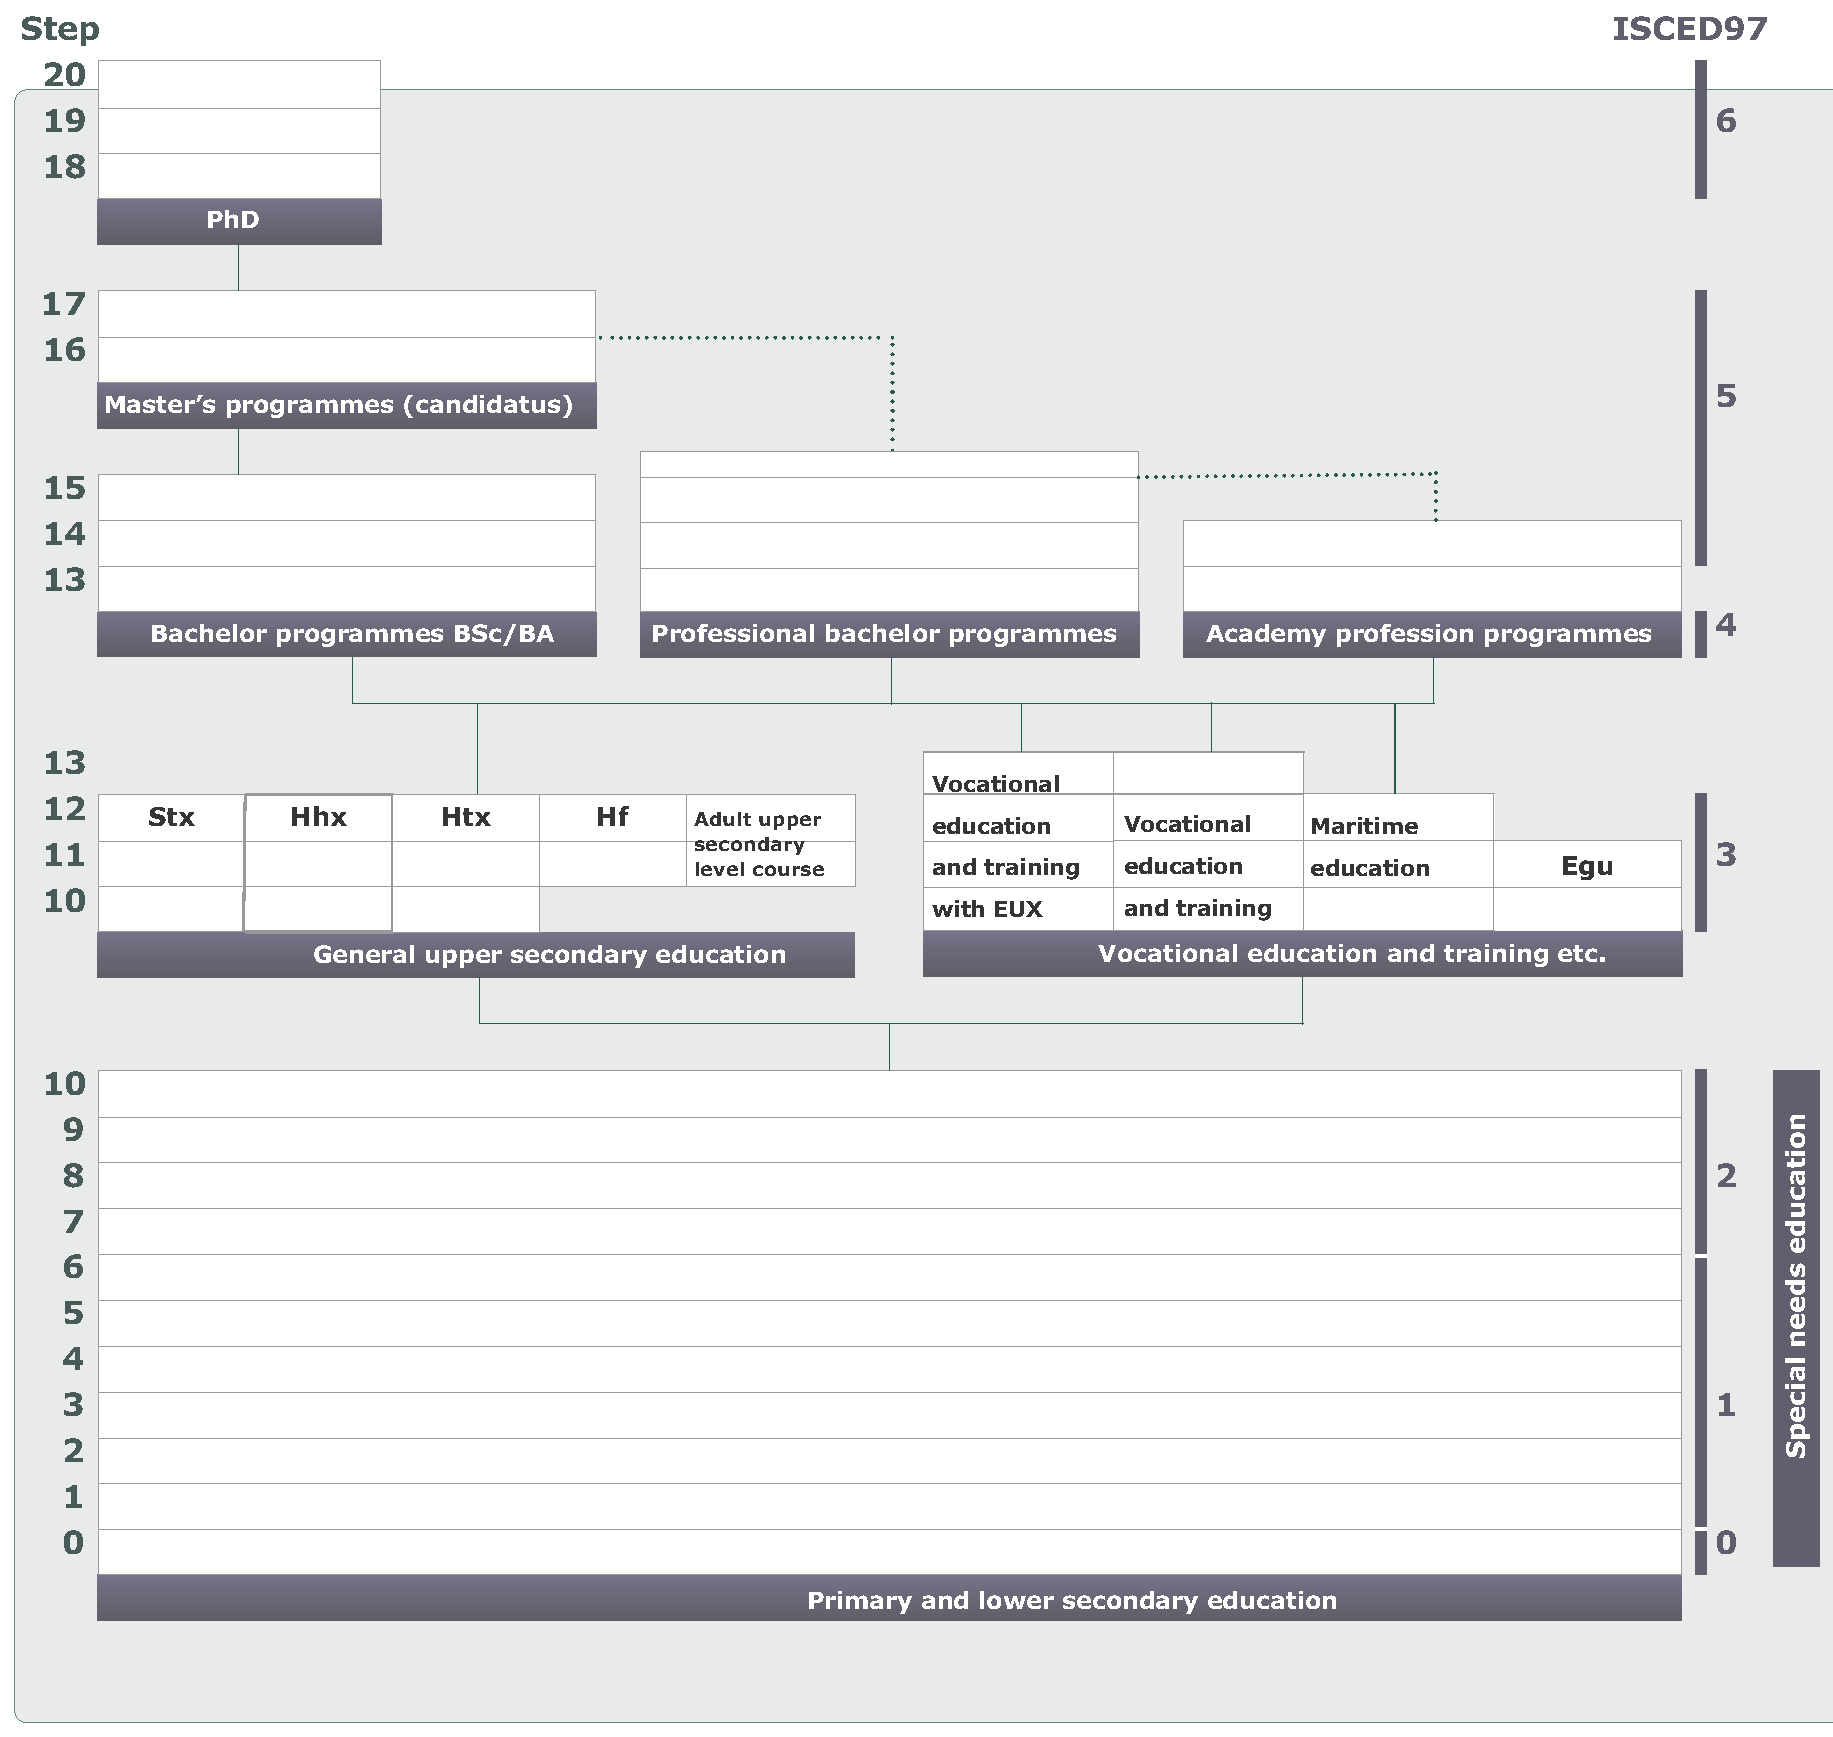 Step
ISCED97
20
19
6
18
PhD
17
16
5
Master’s programmes (candidatus)
15
14
13
Bachelor programmes BSc/BA
Professional bachelor programmes
Academy profession programmes
4
13
12
Stx
Hhx
Htx
Hf
Adult upper
secondary
level course
Vocational
education
and training
with EUX
Vocational
education
and training
Maritime
education
Egu
11
3
10
General upper secondary education
Vocational education and training etc.
10
9
8
2
7
6
5
4
3
1
2
1
0
0
Special needs education
Primary and lower secondary education